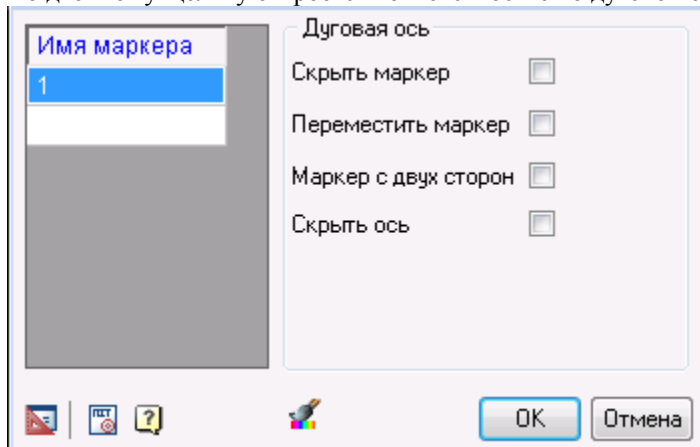 Имя маркера
1
Дуговая ось
Скрыть маркер
Переместить маркер
Маркер с двух сторон
Скрыть ось
OK
Отмена